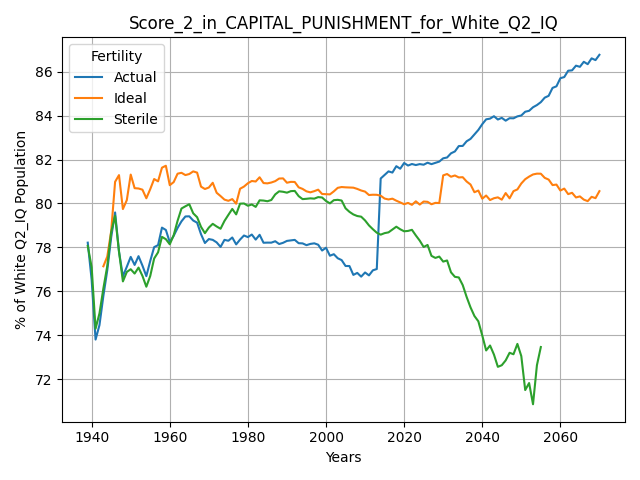 Score_2_in_CAPITAL_PUNISHMENT_for_White_Q2_IQ
Fertility
Actual
Ideal
Sterile
% of White Q2_IQ Population
86
84
82
80
78
76
74
72
1940 1960 1980 2000 2020 2040 2060
Years